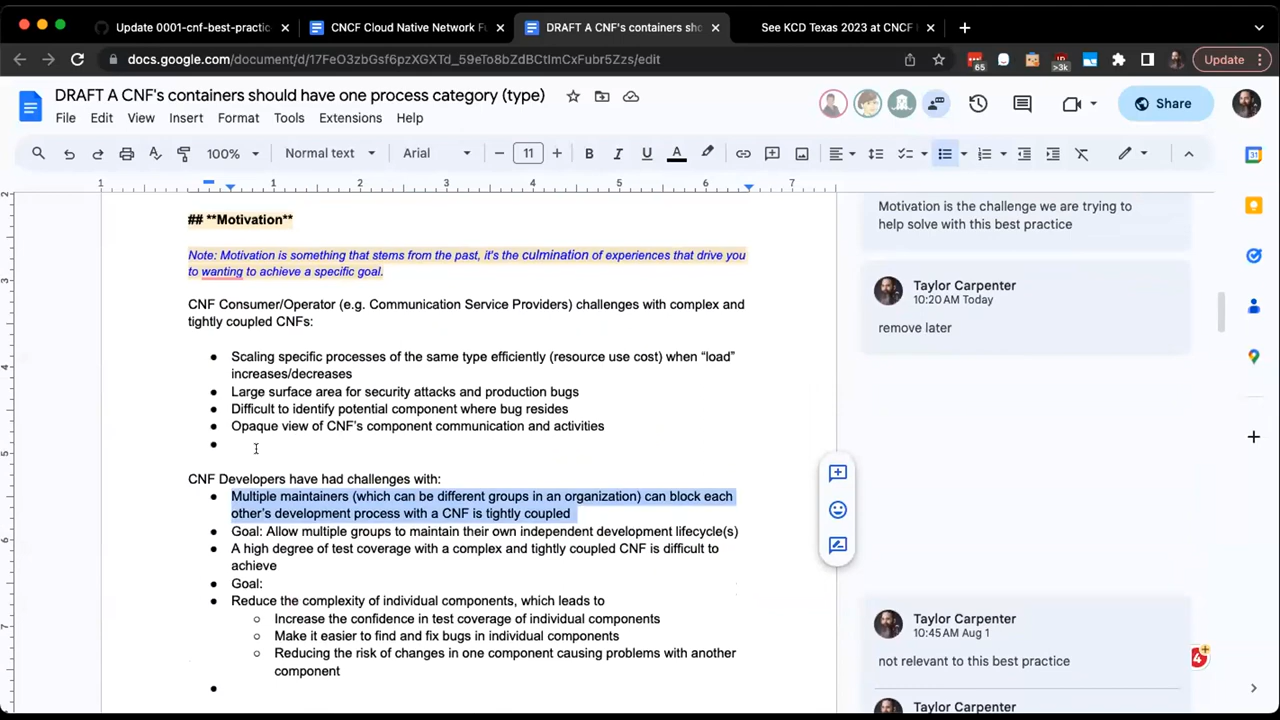 Update 0001-cnf-best-practic
CNCF Cloud Native Network F
DRAFT A CNF's containers sho
See KCD Texas 2023 at CNCF
docs.google.com/document/d/17FeO3zbGsf6pzXGXTd_59eTo8bZdBCtImCxFubr5Zzs/edit
65
>3k
Update
DRAFT A CNF's containers should have one process category (type)
File Edit View Insert Format Tools Extensions Help
Share
100% Normal text Arial 11
1 1 2 3 4 5 6 7
## **Motivation**
Note: Motivation is something that stems from the past, it's the culmination of experiences that drive you
to wanting to achieve a specific goal.
CNF Consumer/Operator (e.g. Communication Service Providers) challenges with complex and
tightly coupled CNFs:
Scaling specific processes of the same type efficiently (resource use cost) when “load”
increases/decreases
Large surface area for security attacks and production bugs
Difficult to identify potential component where bug resides
Opaque view of CNF's component communication and activities
CNF Developers have had challenges with:
Multiple maintainers (which can be different groups in an organization) can block each
other's development process with a CNF is tightly coupled
Goal: Allow multiple groups to maintain their own independent development lifecycle(s)
A high degree of test coverage with a complex and tightly coupled CNF is difficult to
achieve
Goal:
Reduce the complexity of individual components, which leads to
Increase the confidence in test coverage of individual components
Make it easier to find and fix bugs in individual components
Reducing the risk of changes in one component causing problems with another
component
Motivation is the challenge we are trying to
help solve with this best practice
Taylor Carpenter
10:20 AM Today
remove later
Taylor Carpenter
10:45 AM Aug 1
not relevant to this best practice
Taylor Carpenter
4